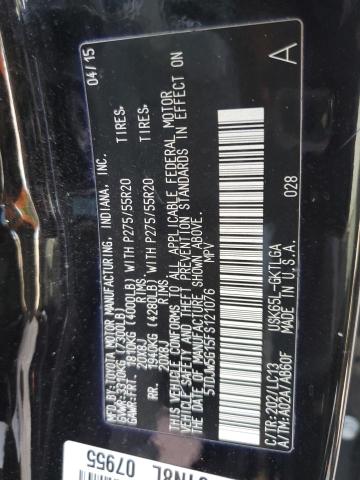 MFD.BY: TOYOTA MOTOR MANUFACTURING, INDIANA, INC. 04/15
GVWR: 3310KG (7300LB)
GAWR: FRT. 1810KG (4000LB) WITH P275/55R20 TIRES,
20X8J RIMS
RR. 1940KG (4280LB) WITH P275/55R20 TIRES,
20X8J RIMS
THIS VEHICLE CONFORMS TO ALL APPLICABLE FEDERAL MOTOR
VEHICLE SAFETY AND THEFT PREVENTION STANDARDS IN EFFECT ON
THE DATE OF MANUFACTURE SHOWN ABOVE.
5TDJW5G15FS121076 MPV
USK65L-GKTLGA
C/TR:202/LC13
A/TM:A02A/AB60F
028
MADE IN U.S.A.
A
07955